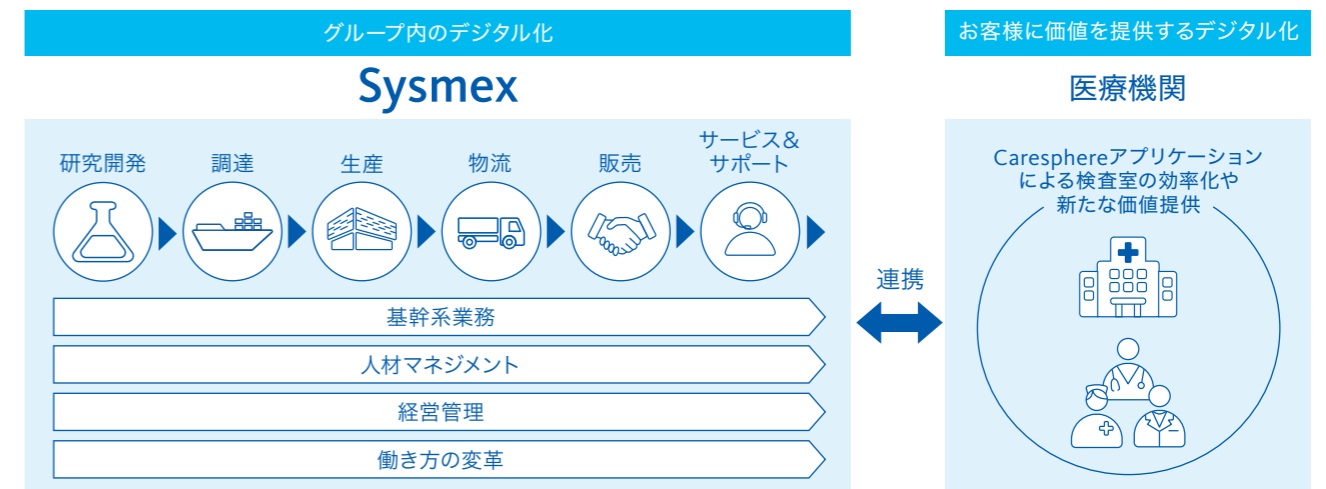 グループ内のデジタル化
お客様に価値を提供するデジタル化
Sysmex
医療機関
研究開発
調達
生産
物流
販売
サービス&
サポート
基幹系業務
人材マネジメント
経営管理
働き方の変革
連携
Caresphereアプリケーション
による検査室の効率化や
新たな価値提供